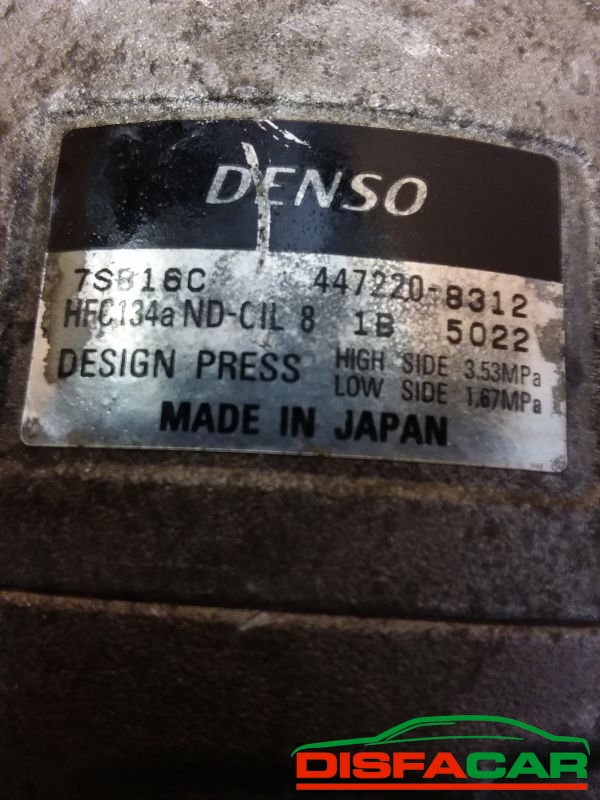 DENSO
7SB16C 447220-8312
HFC134a ND-OIL 8 1B 5022
DESIGN PRESS HIGH SIDE 3.53MPa
LOW SIDE 1.67MPa
MADE IN JAPAN
DISFACAR